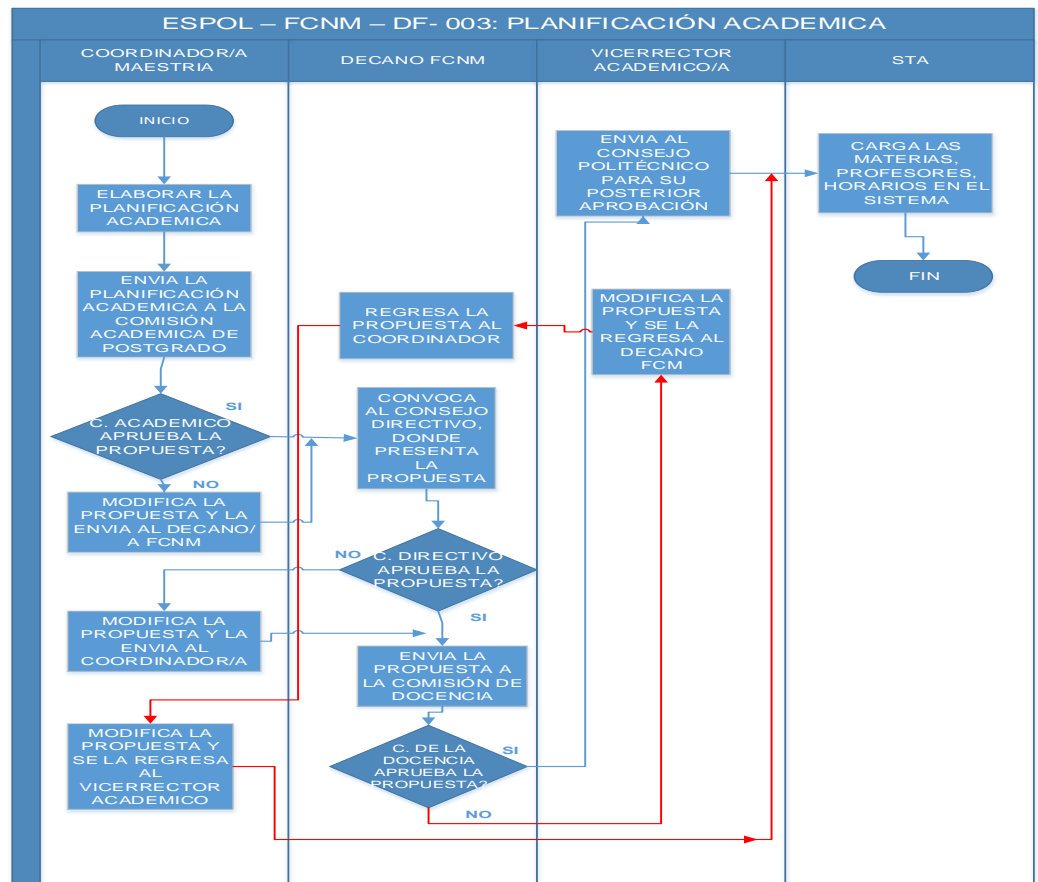 ESPOL – FCNM – DF- 003: PLANIFICACIÓN ACADEMICA
COORDINADOR/A
MAESTRIA
DECANO FCNM
VICERRECTOR
ACADEMICO/A
STA
INICIO
ELABORAR LA
PLANIFICACIÓN
ACADEMICA
ENVIA LA
PLANIFICACIÓN
ACADEMICA A LA
COMISIÓN
ACADEMICA DE
POSTGRADO
C. ACADEMICO
APRUEBA LA
PROPUESTA?
SI
NO
MODIFICA LA
PROPUESTA Y LA
ENVIA AL DECANO/
A FCNM
MODIFICA LA
PROPUESTA Y LA
ENVIA AL
COORDINADOR/A
MODIFICA LA
PROPUESTA Y
SE LA REGRESA
AL
VICERRECTOR
ACADEMICO
REGRESA LA
PROPUESTA AL
COORDINADOR
CONVOCA
AL CONSEJO
DIRECTIVO,
DONDE
PRESENTA
LA
PROPUESTA
NO
C. DIRECTIVO
APRUEBA LA
PROPUESTA?
SI
ENVIA LA
PROPUESTA A
LA COMISIÓN DE
DOCENCIA
C. DE LA
DOCENCIA
APRUEBA LA
PROPUESTA?
SI
NO
ENVIA AL
CONSEJO
POLITÉCNICO
PARA SU
POSTERIOR
APROBACIÓN
MODIFICA LA
PROPUESTA
Y SE LA
REGRESA AL
DECANO
FCM
CARGA LAS
MATERIAS,
PROFESORES,
HORARIOS EN EL
SISTEMA
FIN